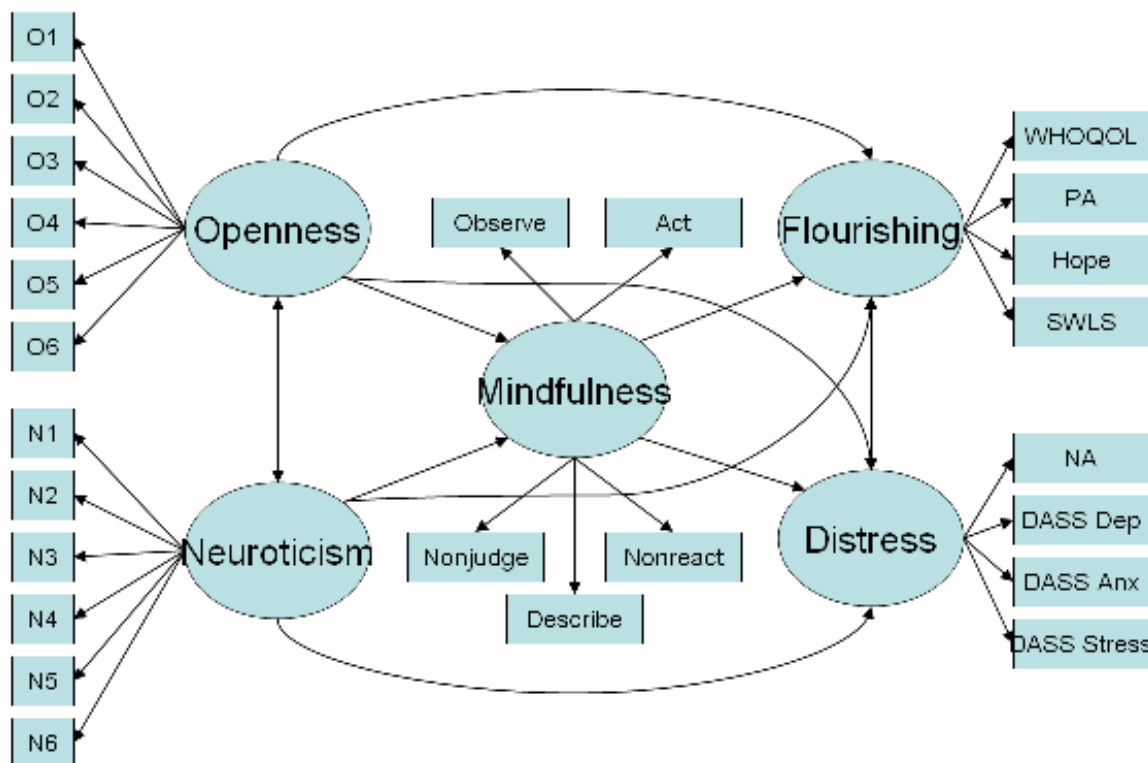 O1
O2
O3
O4
O5
O6
Openness
Observe
Act
Flourishing
WHOQOL
PA
Hope
SWLS
Mindfulness
N1
N2
N3
N4
N5
N6
Neuroticism
Nonjudge
Nonreact
Describe
Distress
NA
DASS Dep
DASS Anx
DASS Stress